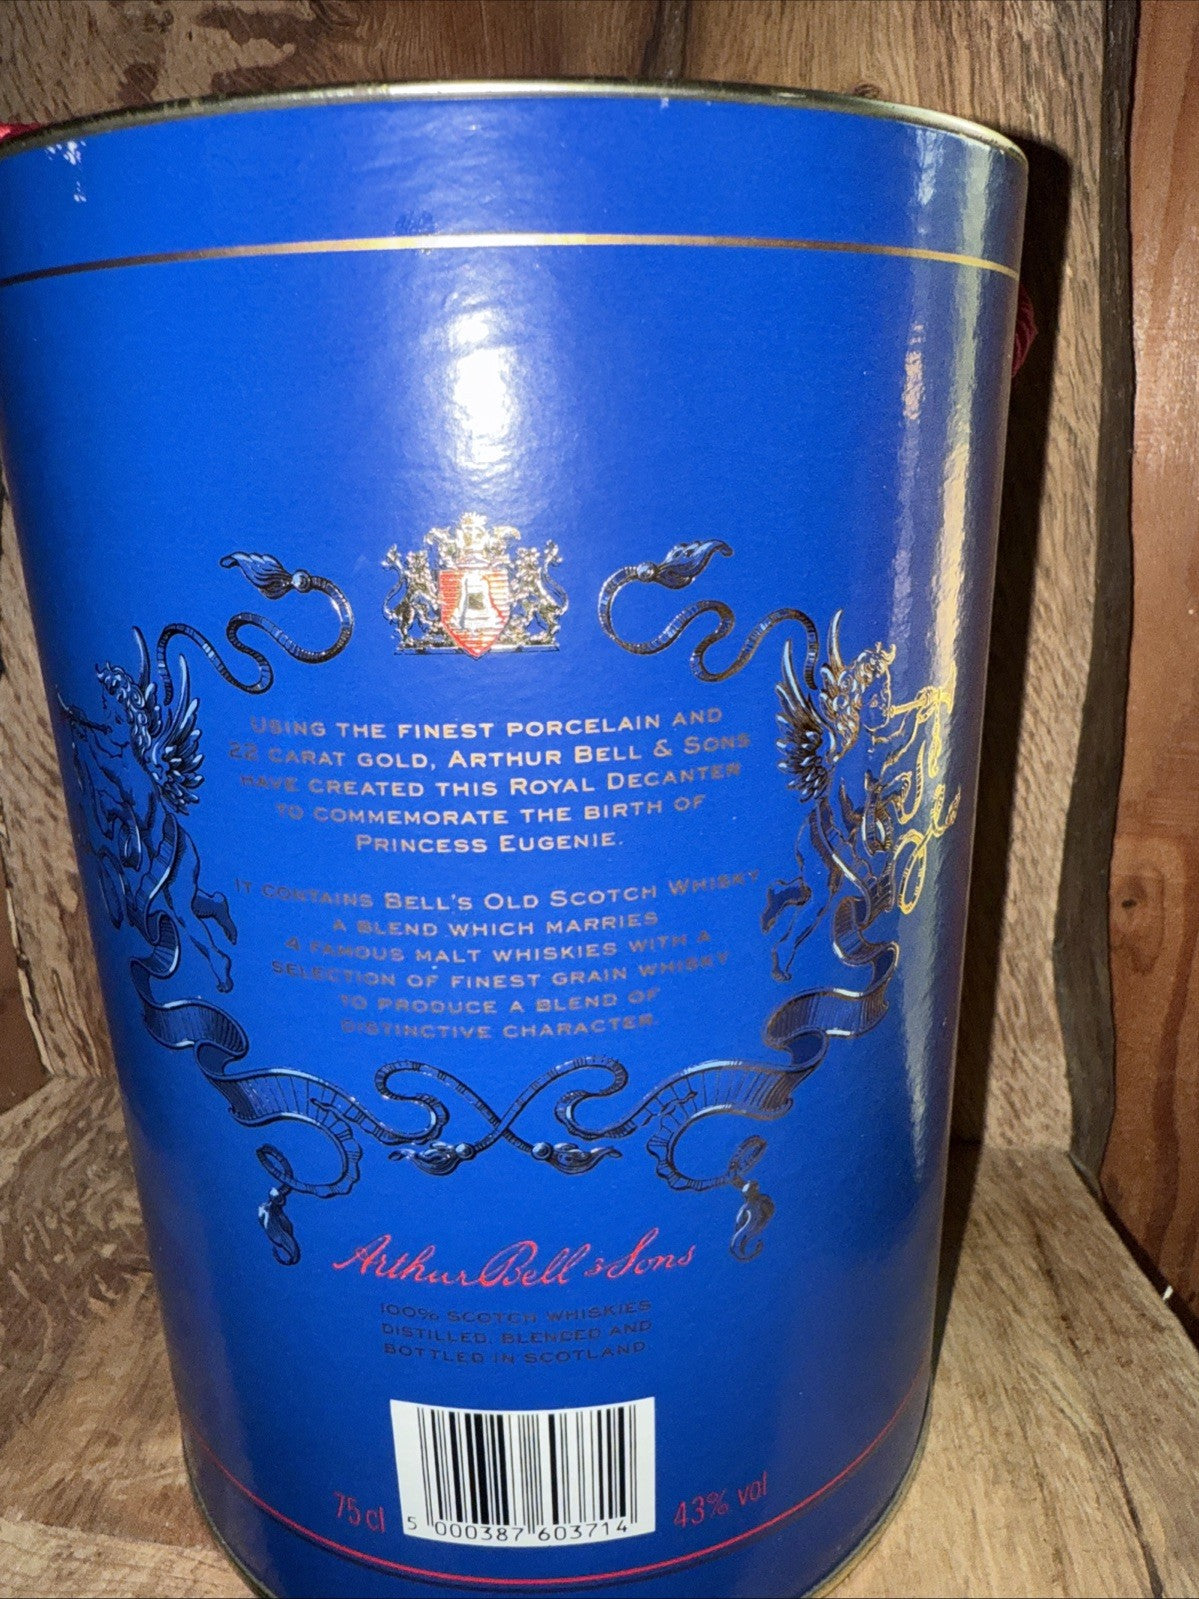 USING THE FINEST PORCELAIN AND
22 CARAT GOLD, ARTHUR BELL & SONS
HAVE CREATED THIS ROYAL DECANTER
TO COMMEMORATE THE BIRTH OF
PRINCESS EUGENIE.
IT CONTAINS BELL'S OLD SCOTCH WHISKY
A BLEND WHICH MARRIES
4 FAMOUS MALT WHISKIES WITH A
SELECTION OF FINEST GRAIN WHISKY
TO PRODUCE A BLEND OF
DISTINCTIVE CHARACTER.
Arthur Bell & Sons
100% SCOTCH WHISKIES
DISTILLED, BLENDED AND
BOTTLED IN SCOTLAND
75 cl
5 000387 603714
43% vol